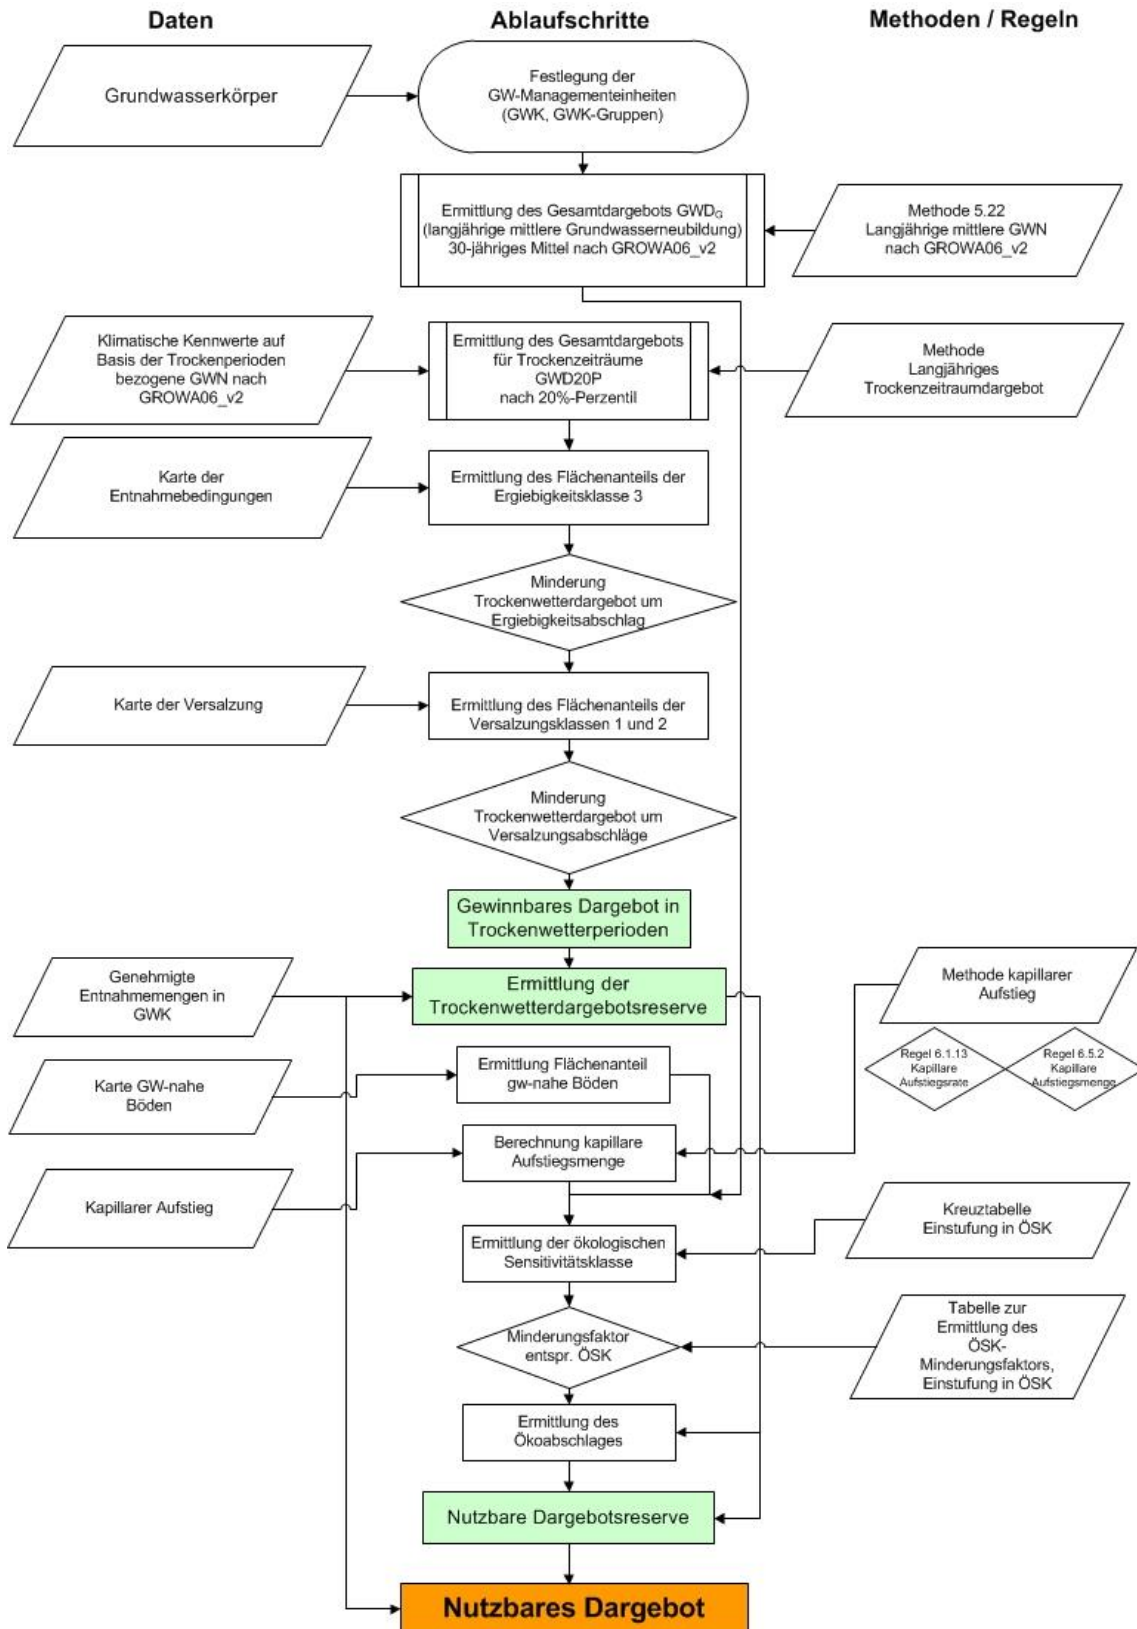 Daten
Ablaufschritte
Methoden / Regeln
Grundwasserkörper
Festlegung der
GW-Managementeinheiten
(GWK, GWK-Gruppen)
Ermittlung des Gesamtdargebots GWD_G
(langjährige mittlere Grundwasserneubildung)
30-jähriges Mittel nach GROWA06_v2
Methode 5.22
Langjährige mittlere GWN
nach GROWA06_v2
Klimatische Kennwerte auf
Basis der Trockenperioden
bezogene GWN nach
GROWA06_v2
Ermittlung des Gesamtdargebots
für Trockenzeiträume
GWD20P
nach 20%-Perzentil
Methode
Langjähriges
Trockenzeitraumdargebot
Karte der
Entnahmebedingungen
Ermittlung des Flächenanteils der
Ergiebigkeitsklasse 3
Minderung
Trockenwetterdargebot um
Ergiebigkeitsabschlag
Karte der Versalzung
Ermittlung des Flächenanteils der
Versalzungsklassen 1 und 2
Minderung
Trockenwetterdargebot um
Versalzungsabschläge
Gewinnbares Dargebot in
Trockenwetterperioden
Genehmigte
Entnahmemengen in
GWK
Ermittlung der
Trockenwetterdargebotsreserve
Methode kapillarer
Aufstieg
Regel 6.1.13
Kapillare
Aufstiegsrate
Regel 6.5.2
Kapillare
Aufstiegsmenge
Karte GW-nahe
Böden
Ermittlung Flächenanteil
gw-nahe Böden
Berechnung kapillare
Aufstiegsmenge
Kapillarer Aufstieg
Kreuztabelle
Einstufung in ÖSK
Ermittlung der ökologischen
Sensitivitätsklasse
Minderungsfaktor
entspr. ÖSK
Tabelle zur
Ermittlung des
ÖSK-
Minderungsfaktors,
Einstufung in ÖSK
Ermittlung des
Ökoabschlages
Nutzbare Dargebotsreserve
Nutzbares Dargebot